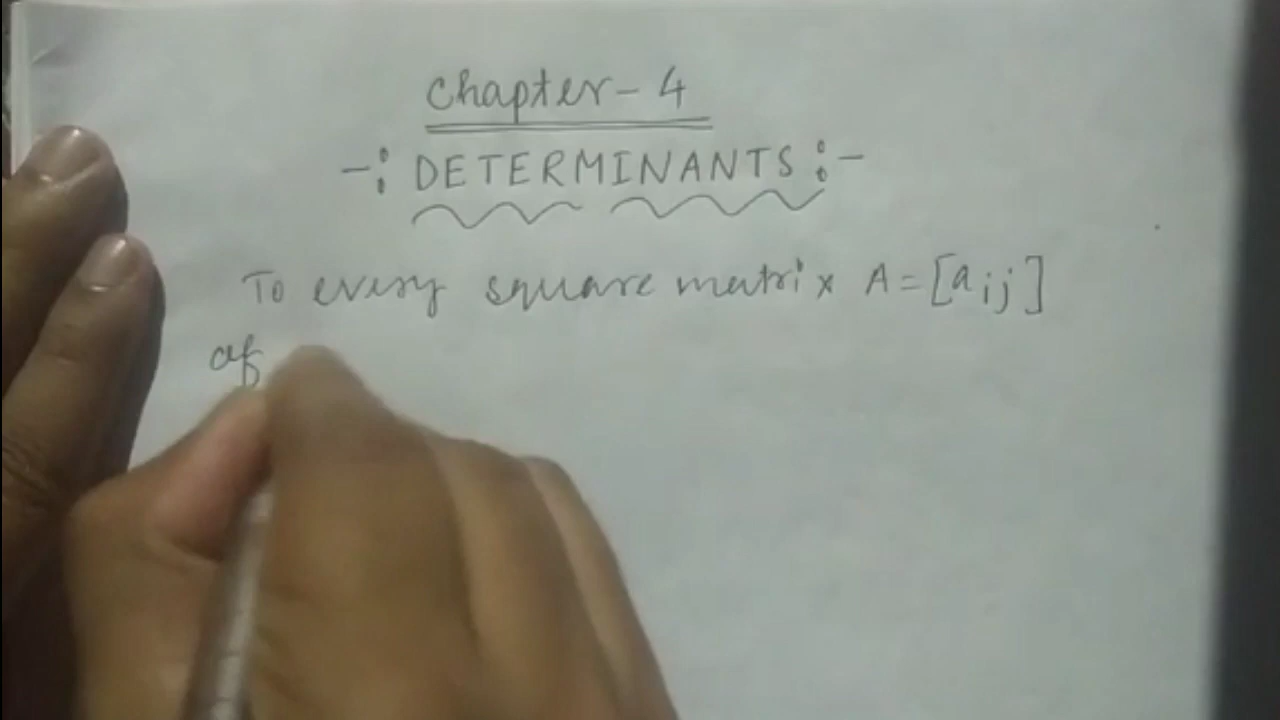 Chapter - 4
-: DETERMINANTS :-
To every square matrix A = [aij]
of